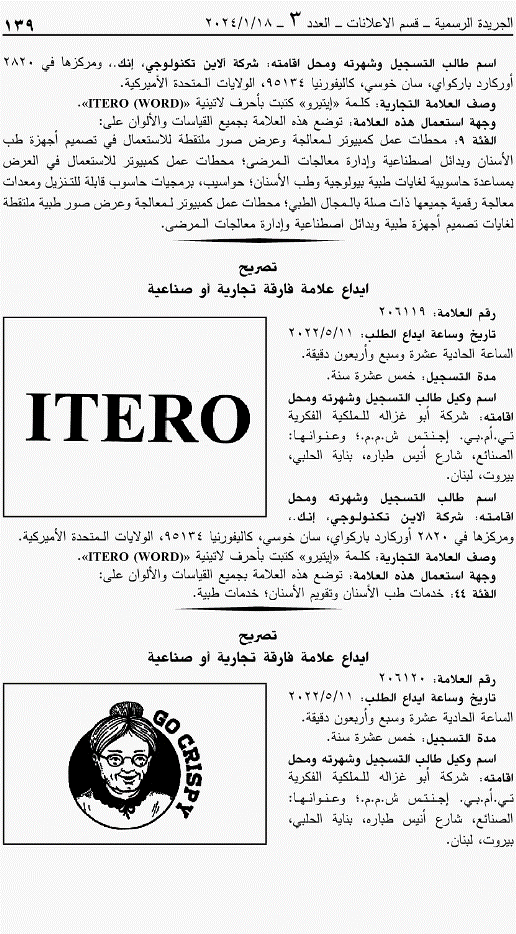 الجريدة الرسمية ـ قسم الاعلانات ـ العدد ٣ ـ ٢٠٢٤/١/١٨
١٣٩
اسم طالب التسجيل وشهرته ومحل اقامته: شركة آلاين تكنولوجي، إنك.، ومركزها في ٢٨٢٠
أوركارد باركواي، سان خوسي، كاليفورنيا ٩٥١٣٤، الولايات المتحدة الأميركية.
وصف العلامة التجارية: كلمة «إيتيرو» كتبت بأحرف لاتينية «ITERO (WORD)».
وجهة استعمال هذه العلامة: توضع هذه العلامة بجميع القياسات والألوان على:
الفئة ٩: محطات عمل كمبيوتر لمعالجة وعرض صور ملتقطة للاستعمال في تصميم أجهزة طب
الأسنان وبدائل اصطناعية وإدارة معالجات المرضى؛ محطات عمل كمبيوتر للاستعمال في العرض
بمساعدة حاسوبية لغايات طبية بيولوجية وطب الأسنان؛ حواسيب، برمجيات حاسوب قابلة للتنزيل ومعدات
معالجة رقمية جميعها ذات صلة بالمجال الطبي؛ محطات عمل كمبيوتر لمعالجة وعرض صور طبية ملتقطة
لغايات تصميم أجهزة طبية وبدائل اصطناعية وإدارة معالجات المرضى.
تصريح
ايداع علامة فارقة تجارية أو صناعية
رقم العلامة: ٢٠٦١١٩
تاريخ وساعة ايداع الطلب: ٢٠٢٢/٥/١١
الساعة الحادية عشرة وسبع وأربعون دقيقة.
مدة التسجيل: خمس عشرة سنة.
اسم وكيل طالب التسجيل وشهرته ومحل
اقامته: شركة أبو غزاله للملكية الفكرية
تي.أم.بي. إجنتس ش.م.م.؛ وعنوانها:
الصنائع، شارع أنيس طباره، بناية الحلبي،
بيروت، لبنان.
ITERO
اسم طالب التسجيل وشهرته ومحل
اقامته: شركة آلاين تكنولوجي، إنك.،
ومركزها في ٢٨٢٠ أوركارد باركواي، سان خوسي، كاليفورنيا ٩٥١٣٤، الولايات المتحدة الأميركية.
وصف العلامة التجارية: كلمة «إيتيرو» كتبت بأحرف لاتينية «ITERO (WORD)».
وجهة استعمال هذه العلامة: توضع هذه العلامة بجميع القياسات والألوان على:
الفئة ٤٤: خدمات طب الأسنان وتقويم الأسنان؛ خدمات طبية.
تصريح
ايداع علامة فارقة تجارية أو صناعية
رقم العلامة: ٢٠٦١٢٠
تاريخ وساعة ايداع الطلب: ٢٠٢٢/٥/١١
الساعة الحادية عشرة وسبع وأربعون دقيقة.
مدة التسجيل: خمس عشرة سنة.
اسم وكيل طالب التسجيل وشهرته ومحل
اقامته: شركة أبو غزاله للملكية الفكرية
تي.أم.بي. إجنتس ش.م.م.؛ وعنوانها:
الصنائع، شارع أنيس طباره، بناية الحلبي،
بيروت، لبنان.
GO CRISPY